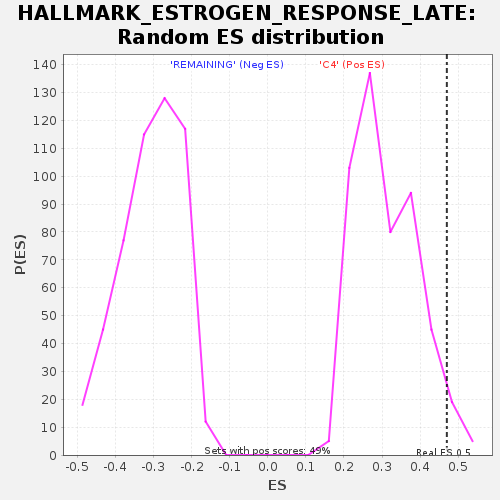 HALLMARK_ESTROGEN_RESPONSE_LATE:
Random ES distribution
'REMAINING' (Neg ES)
'C4' (Pos ES)
140
130
120
110
100
90
80
70
60
50
40
30
20
10
0
P(ES)
Sets with pos scores: 49%
Real ES 0.5
-0.5 -0.4 -0.3 -0.2 -0.1 0.0 0.1 0.2 0.3 0.4 0.5
ES